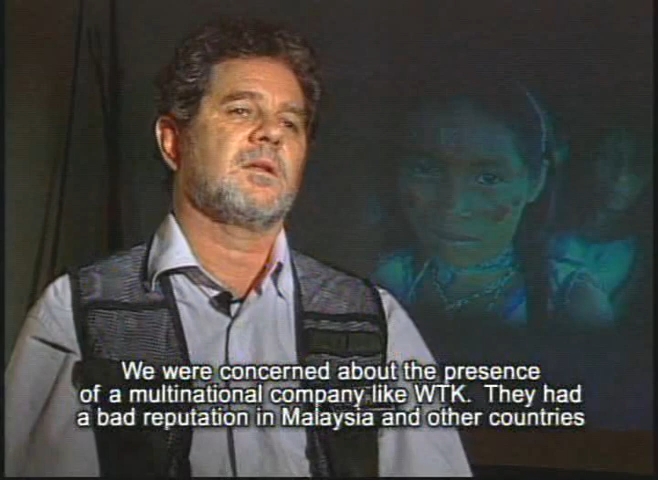 We were concerned about the presence
of a multinational company like WTK. They had
a bad reputation in Malaysia and other countries